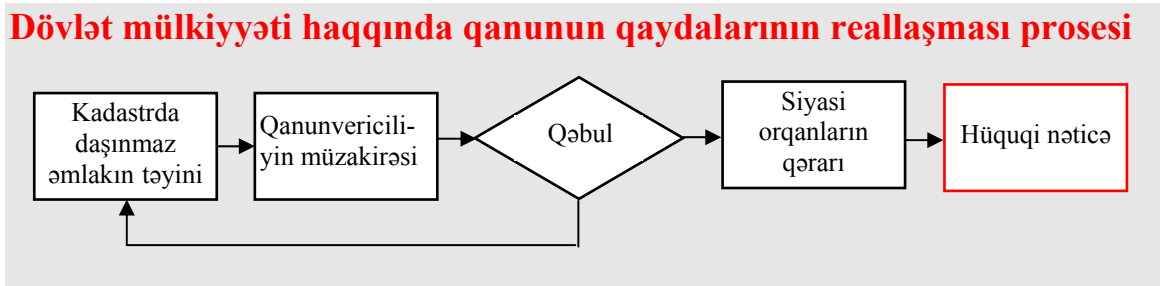 Dövlət mülkiyyəti haqqında qanunun qaydalarının reallaşması prosesi
Kadastrda
daşınmaz
əmlakın təyini
Qanunvericili-
yin müzakirəsi
Qəbul
Siyasi
orqanların
qərarı
Hüquqi nəticə